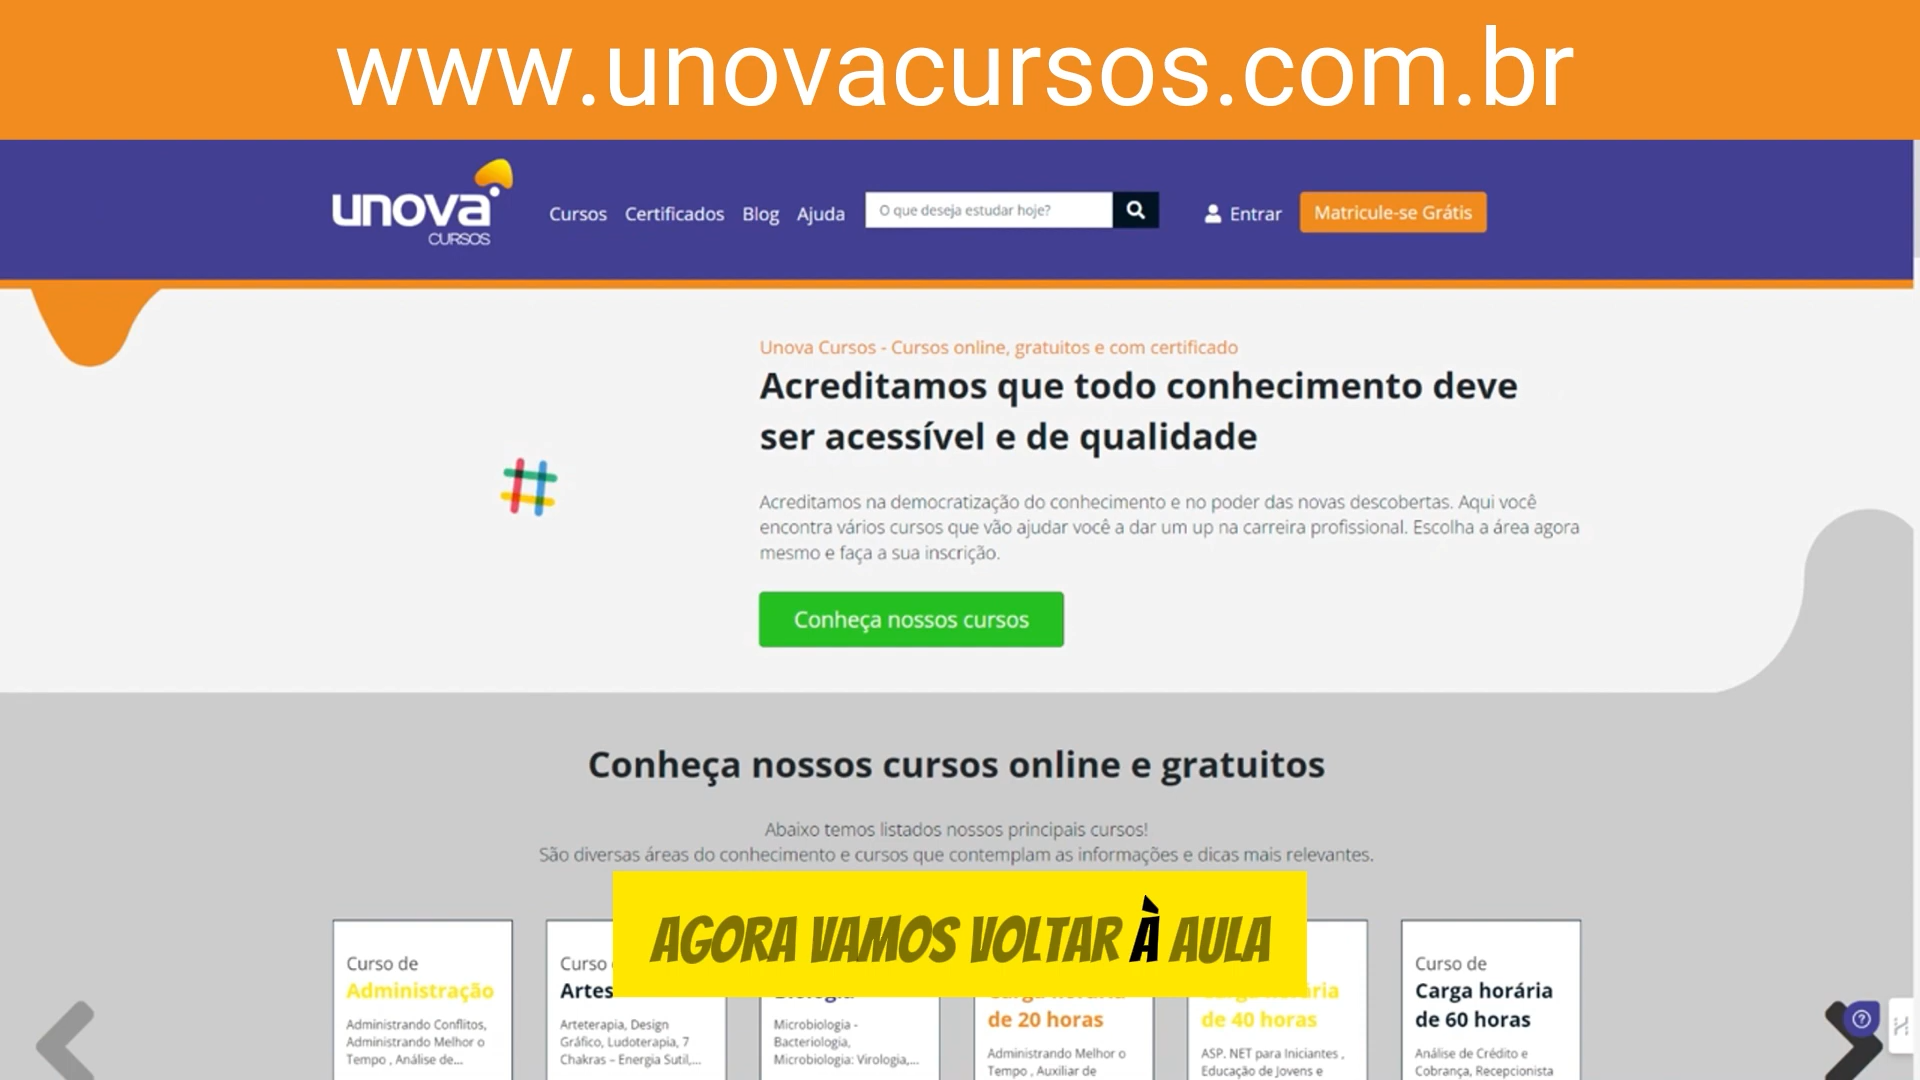 www.unovacursos.com.br
unova
CURSOS
Cursos Certificados Blog Ajuda O que deseja estudar hoje? Entrar Matricule-se Grátis
Unova Cursos - Cursos online, gratuitos e com certificado
Acreditamos que todo conhecimento deve
ser acessível e de qualidade
Acreditamos na democratização do conhecimento e no poder das novas descobertas. Aqui você
encontra vários cursos que vão ajudar você a dar um up na carreira profissional. Escolha a área agora
mesmo e faça a sua inscrição.
Conheça nossos cursos
Conheça nossos cursos online e gratuitos
Abaixo temos listados nossos principais cursos!
São diversas áreas do conhecimento e cursos que contemplam as informações e dicas mais relevantes.
AGORA VAMOS VOLTAR À AULA
Curso de
Administração
Administrando Conflitos,
Administrando Melhor o
Tempo , Análise de...
Curso
Artes
Arteterapia, Design
Gráfico, Ludoterapia, 7
Chakras – Energia Sutil,...
Microbiologia -
Bacteriologia,
Microbiologia: Virologia,...
de 20 horas
Administrando Melhor o
Tempo , Auxiliar de
de 40 horas
ASP. NET para Iniciantes ,
Educação de Jovens e
Curso de
Carga horária
de 60 horas
Análise de Crédito e
Cobrança, Recepcionista